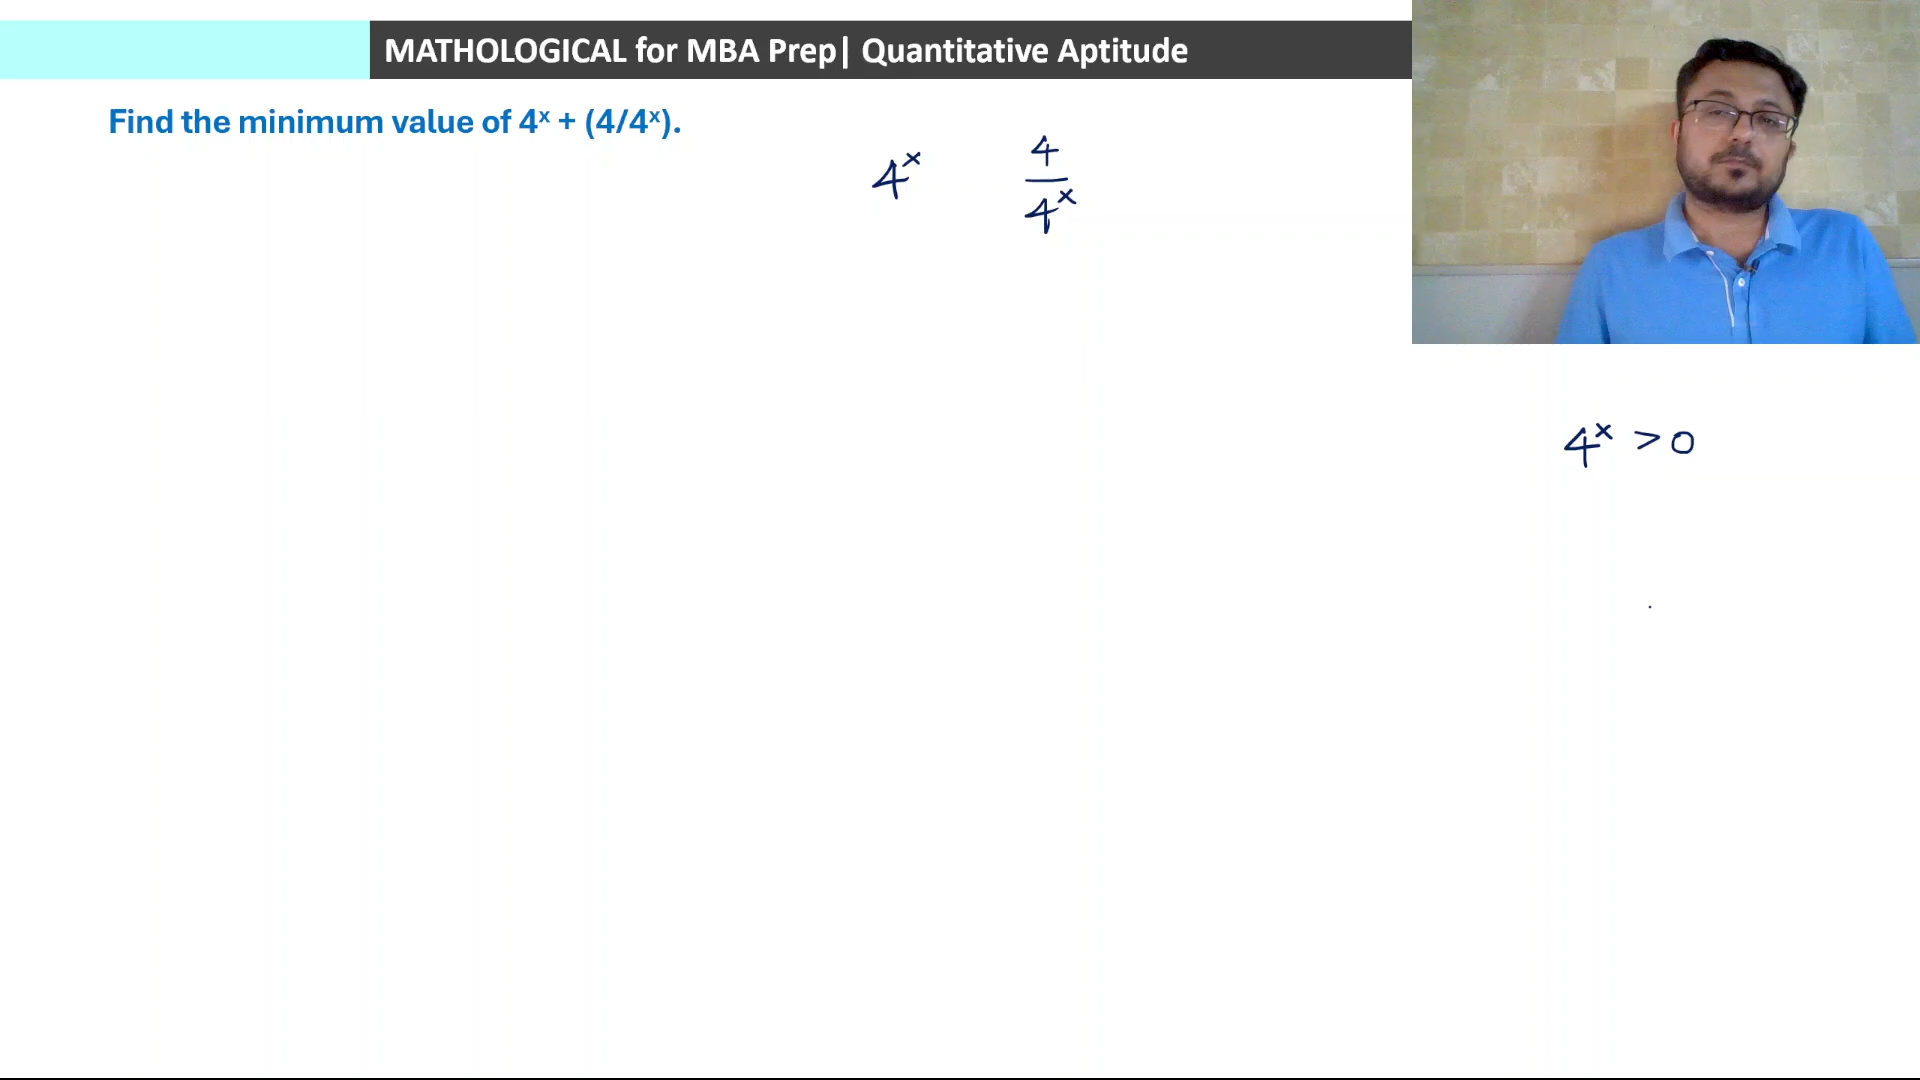 MATHOLOGICAL for MBA Prep| Quantitative Aptitude
Find the minimum value of 4ˣ + (4/4ˣ).
4ˣ 4/4ˣ
4ˣ > 0